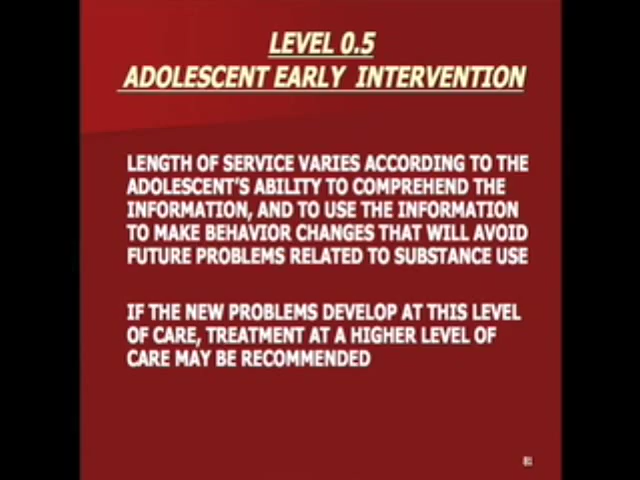 LEVEL 0.5
ADOLESCENT EARLY INTERVENTION
LENGTH OF SERVICE VARIES ACCORDING TO THE
ADOLESCENT'S ABILITY TO COMPREHEND THE
INFORMATION, AND TO USE THE INFORMATION
TO MAKE BEHAVIOR CHANGES THAT WILL AVOID
FUTURE PROBLEMS RELATED TO SUBSTANCE USE
IF THE NEW PROBLEMS DEVELOP AT THIS LEVEL
OF CARE, TREATMENT AT A HIGHER LEVEL OF
CARE MAY BE RECOMMENDED